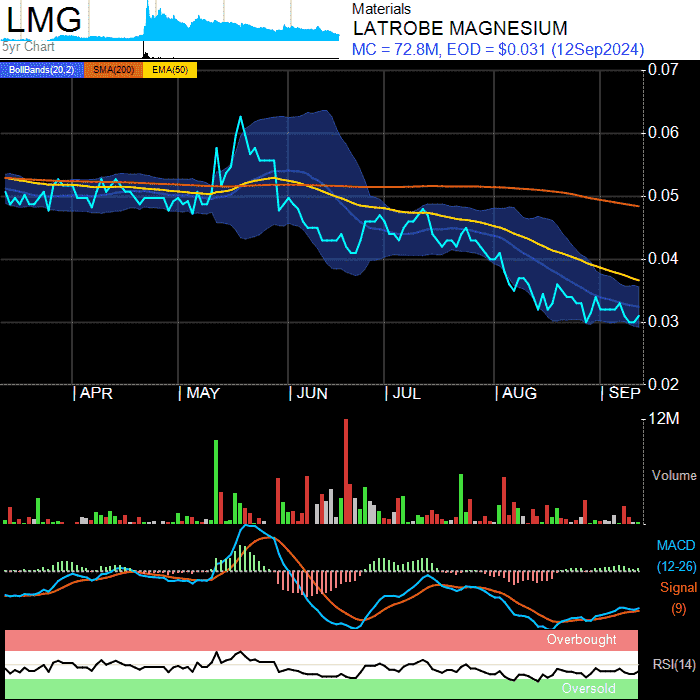 LMG
5yr Chart
Materials
LATROBE MAGNESIUM
MC = 72.8M, EOD = $0.031 (12Sep2024)
BollBands(20,2) SMA(200) EMA(50)
0.07
0.06
0.05
0.04
0.03
0.02
APR MAY JUN JUL AUG SEP
12M
Volume
MACD
(12-26)
Signal
(9)
Overbought
RSI(14)
Oversold